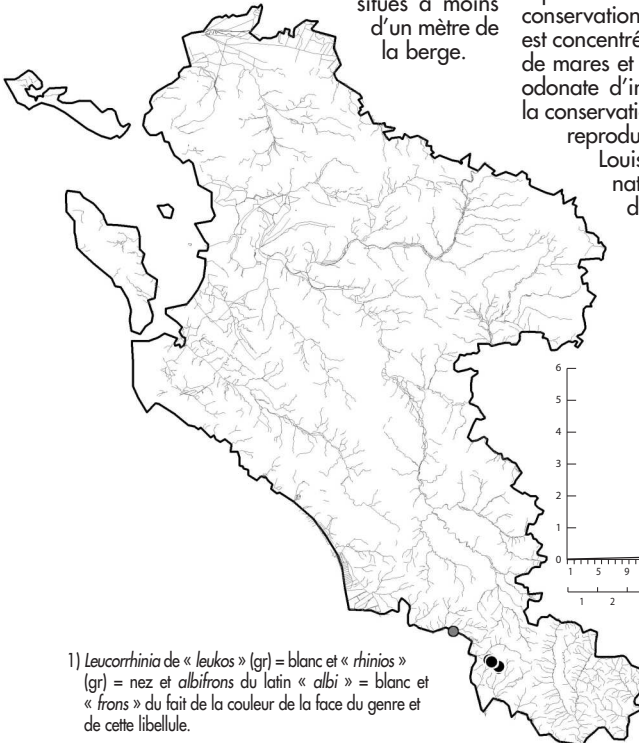 situés à moins
d'un mètre de
la berge.
conservation
est concentré
de mares et
odonate d'in
la conservati
reprodu
Louis
nat
d
6
5
4
3
2
1
0
1 5 9
1 2
1) Leucorrhinia de « leukos » (gr) = blanc et « rhinios »
(gr) = nez et albifrons du latin « albi » = blanc et
« frons » du fait de la couleur de la face du genre et
de cette libellule.